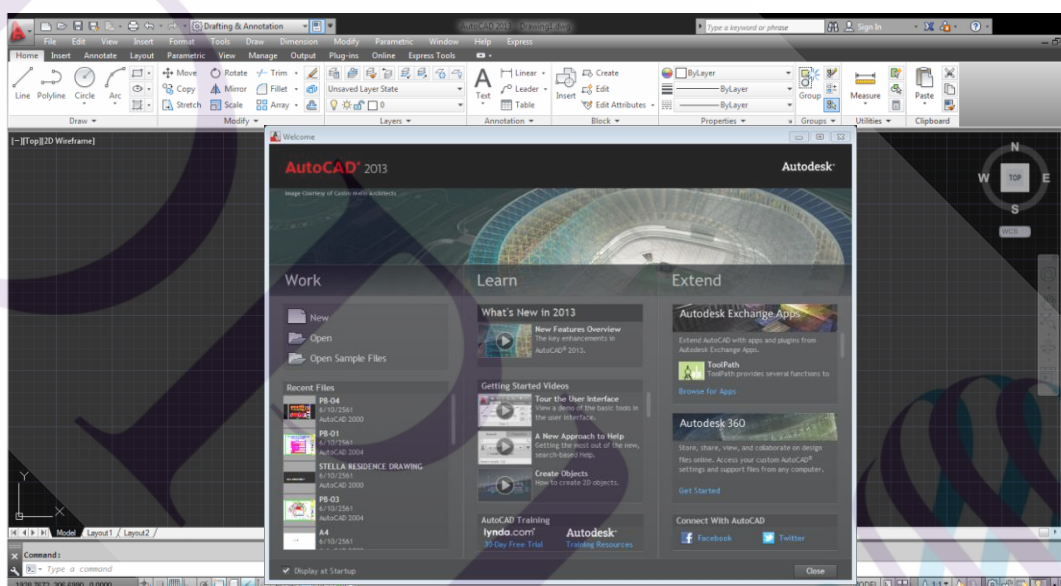 Drafting & Annotation
AutoCAD 2013 Drawing1.dwg
Type a keyword or phrase
Sign In
File Edit View Insert Format Tools Draw Dimension Modify Parametric Window Help Express
Home Insert Annotate Layout Parametric View Manage Output Plug-ins Online Express Tools
Line Polyline Circle Arc
Move Rotate Trim
Copy Mirror Fillet
Stretch Scale Array
Unsaved Layer State
0
Text
Linear
Leader
Table
Insert
Create
Edit
Edit Attributes
ByLayer
ByLayer
ByLayer
Group
Measure
Paste
Draw Modify Layers Annotation Block Properties Groups Utilities Clipboard
[−][Top][2D Wireframe]
N
W TOP E
S
WCS
Welcome
AutoCAD® 2013
Autodesk®
Image Courtesy of Castro Mello Architects
Work
New
Open
Open Sample Files
Recent Files
P8-04
6/10/2561
AutoCAD 2000
P8-01
6/10/2561
AutoCAD 2004
STELLA RESIDENCE DRAWING
6/10/2561
AutoCAD 2000
P8-03
6/10/2561
AutoCAD 2004
A4
6/10/2561
Learn
What's New in 2013
New Features Overview
The key enhancements in
AutoCAD® 2013.
Getting Started Videos
Tour the User Interface
View a demo of the basic tools in
the user interface.
A New Approach to Help
Getting the most out of the new,
search-based Help.
Create Objects
How to create 2D objects.
AutoCAD Training
lynda.com®
30-Day Free Trial
Autodesk®
Training Resources
Extend
Autodesk Exchange Apps
Extend AutoCAD with apps and plugins from
Autodesk Exchange Apps.
ToolPath
ToolPath provides several functions to
Browse for Apps
Autodesk 360
Store, share, view, and collaborate on design
files online. Access your custom AutoCAD®
settings and support files from any computer.
Get Started
Connect With AutoCAD
Facebook
Twitter
Display at Startup
Close
Y
X
Model Layout1 Layout2
Command:
Type a command
MODEL
1:1